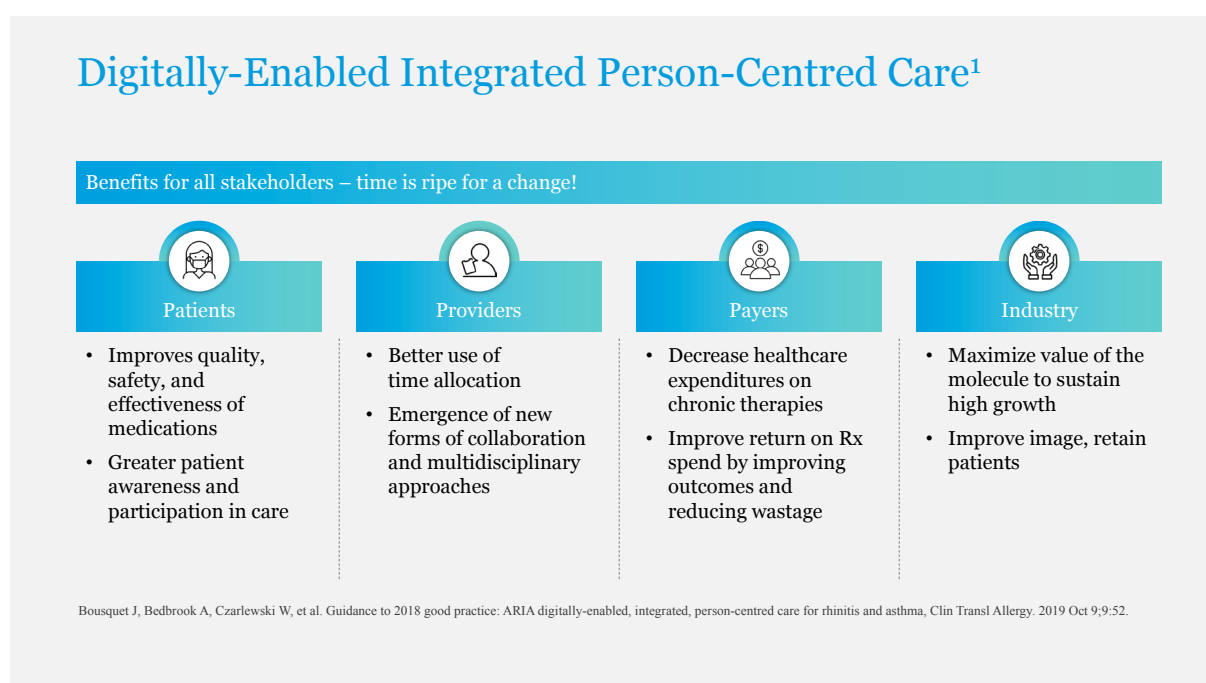 Digitally-Enabled Integrated Person-Centred Care¹
Benefits for all stakeholders – time is ripe for a change!
Patients
• Improves quality,
safety, and
effectiveness of
medications
• Greater patient
awareness and
participation in care
Providers
• Better use of
time allocation
• Emergence of new
forms of collaboration
and multidisciplinary
approaches
$
Payers
• Decrease healthcare
expenditures on
chronic therapies
• Improve return on Rx
spend by improving
outcomes and
reducing wastage
Industry
• Maximize value of the
molecule to sustain
high growth
• Improve image, retain
patients
Bousquet J, Bedbrook A, Czarlewski W, et al. Guidance to 2018 good practice: ARIA digitally-enabled, integrated, person-centred care for rhinitis and asthma, Clin Transl Allergy. 2019 Oct 9;9:52.